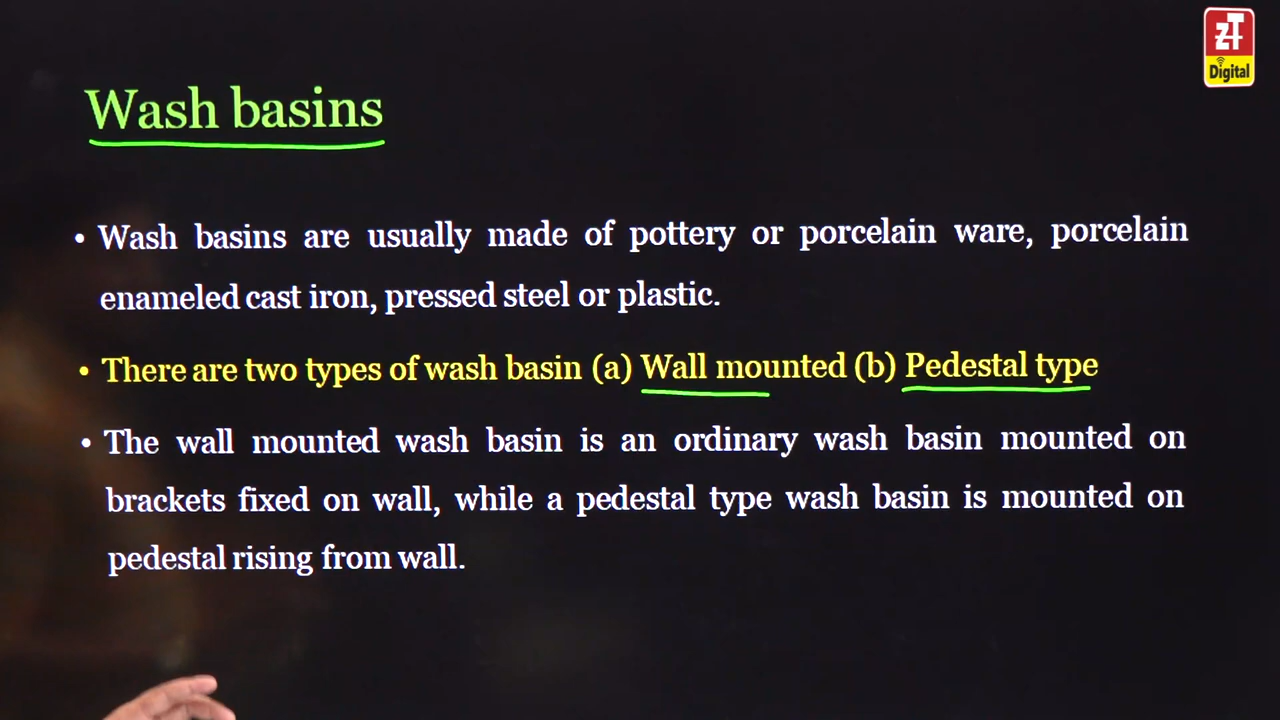 ZT
Digital
Wash basins
• Wash basins are usually made of pottery or porcelain ware, porcelain
enameled cast iron, pressed steel or plastic.
• There are two types of wash basin (a) Wall mounted (b) Pedestal type
• The wall mounted wash basin is an ordinary wash basin mounted on
brackets fixed on wall, while a pedestal type wash basin is mounted on
pedestal rising from wall.